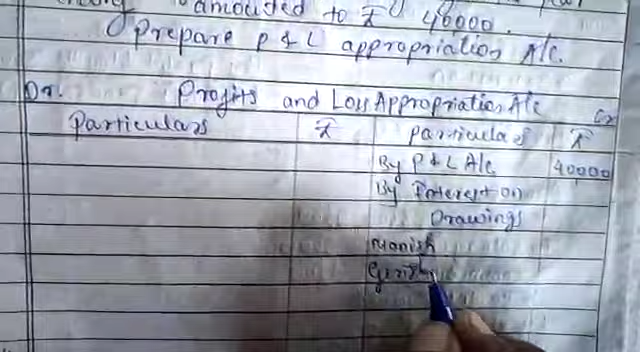 amounted to ₹ 40000.
Prepare P & L appropriation A/c.
Dr. Profits and Loss Appropriation A/c Cr
Particulars ₹ Particulars ₹
By P & L A/c 40000
By Interest on
Drawings
Manish
Girish